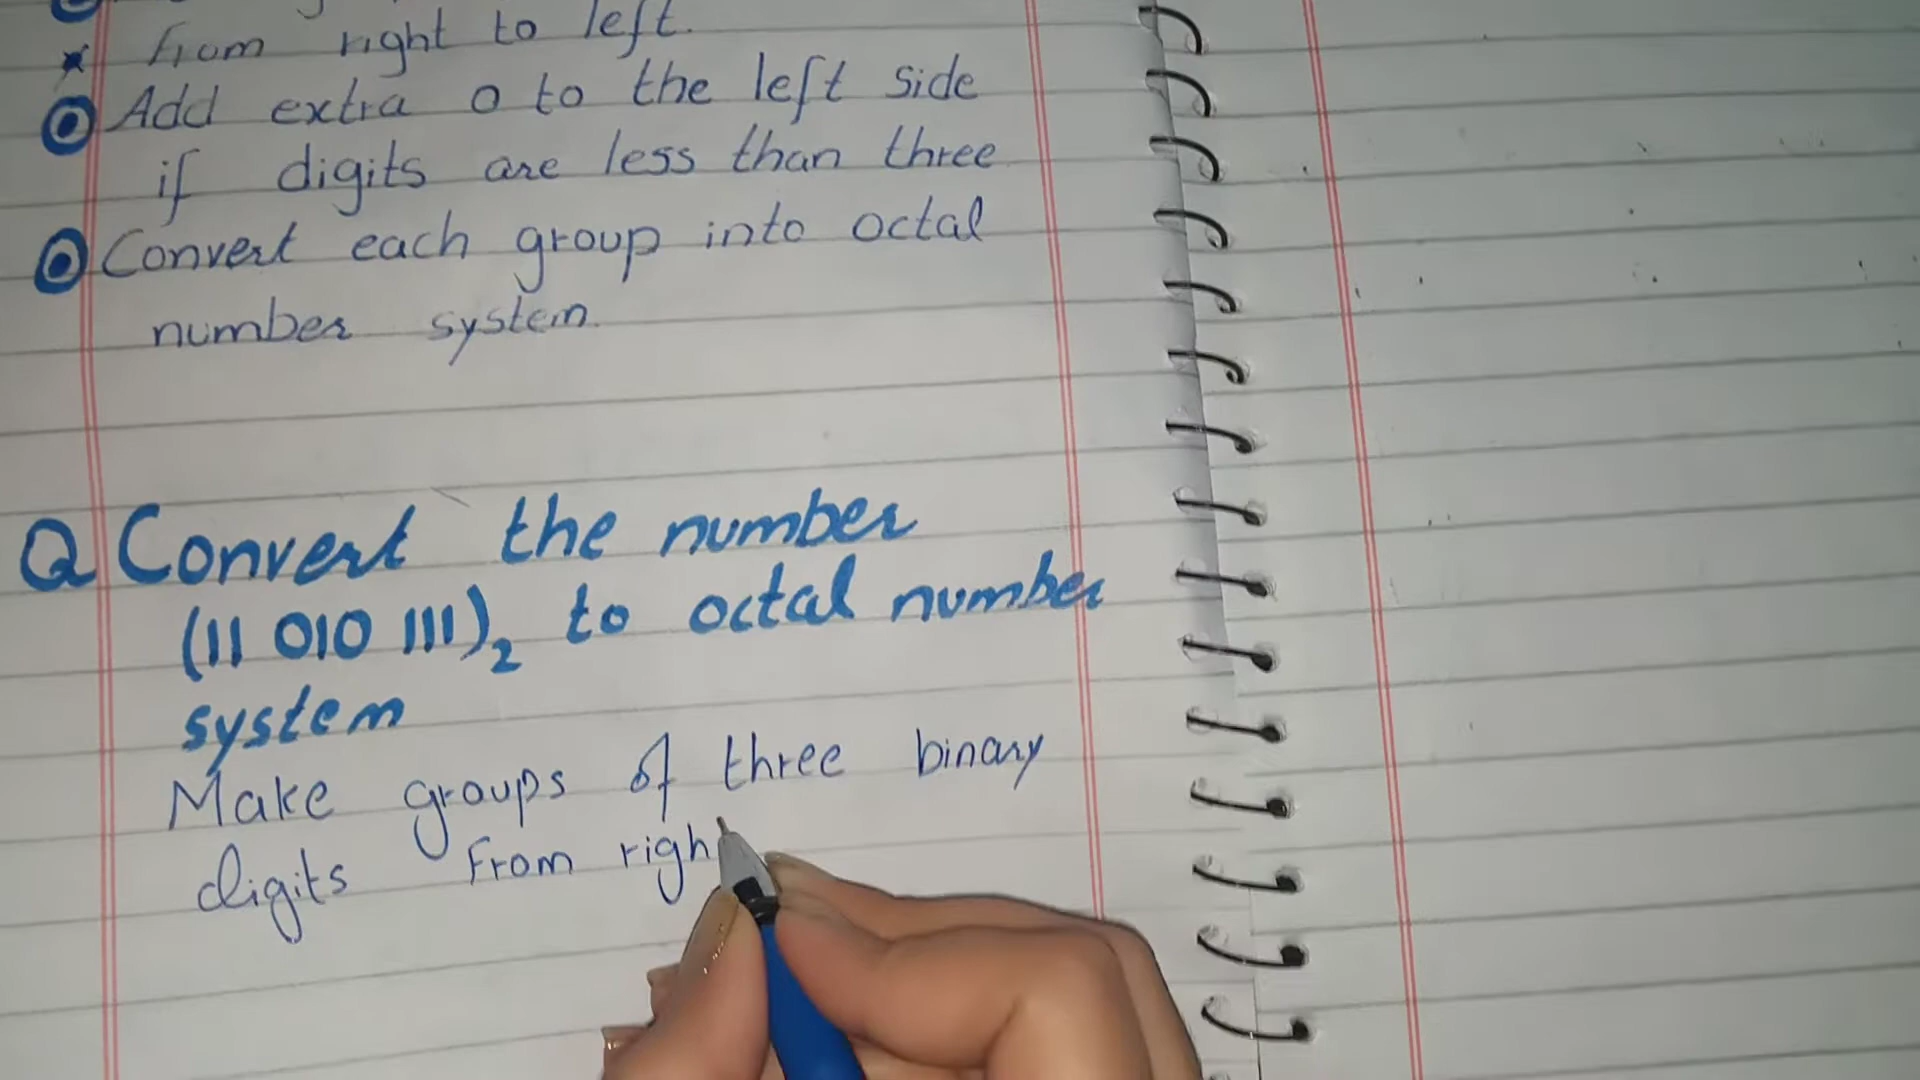 from right to left.
Add extra 0 to the left side
if digits are less than three
Convert each group into octal
number system.
Q Convert the number
(11 010 111)₂ to octal number
system
Make groups of three binary
digits From righ